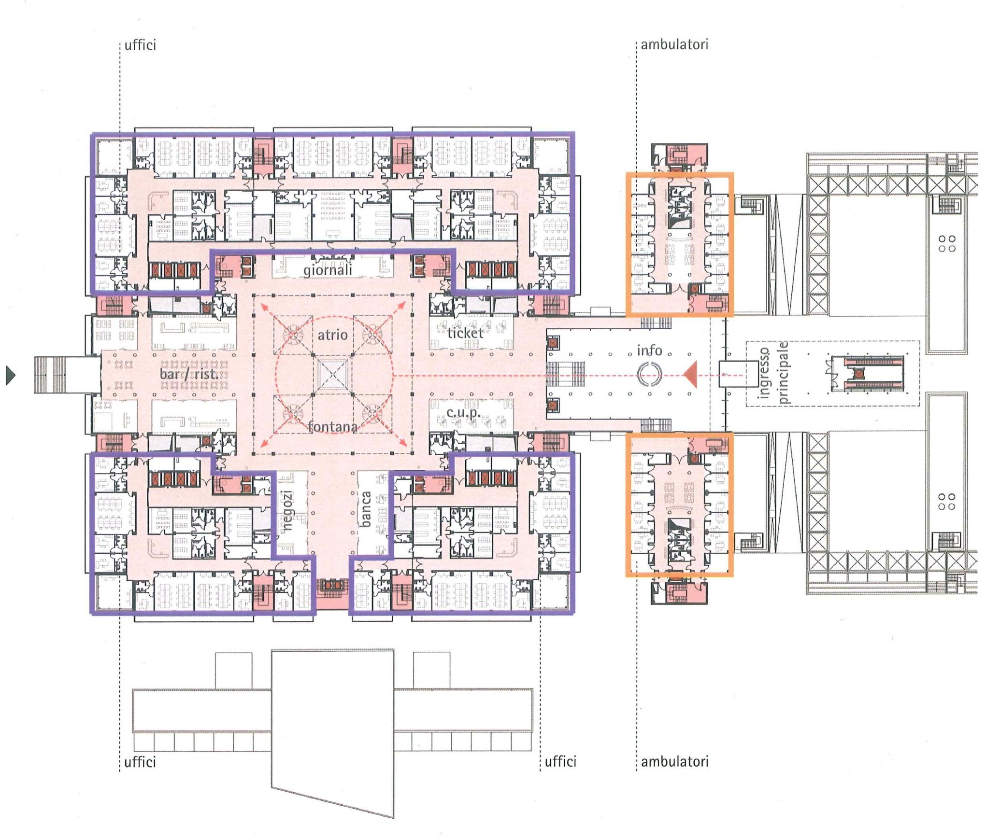 uffici
ambulatori
giornali
atrio
ticket
info
ingresso
principale
bar / rist.
c.u.p.
fontana
negozi
banca
uffici
uffici
ambulatori